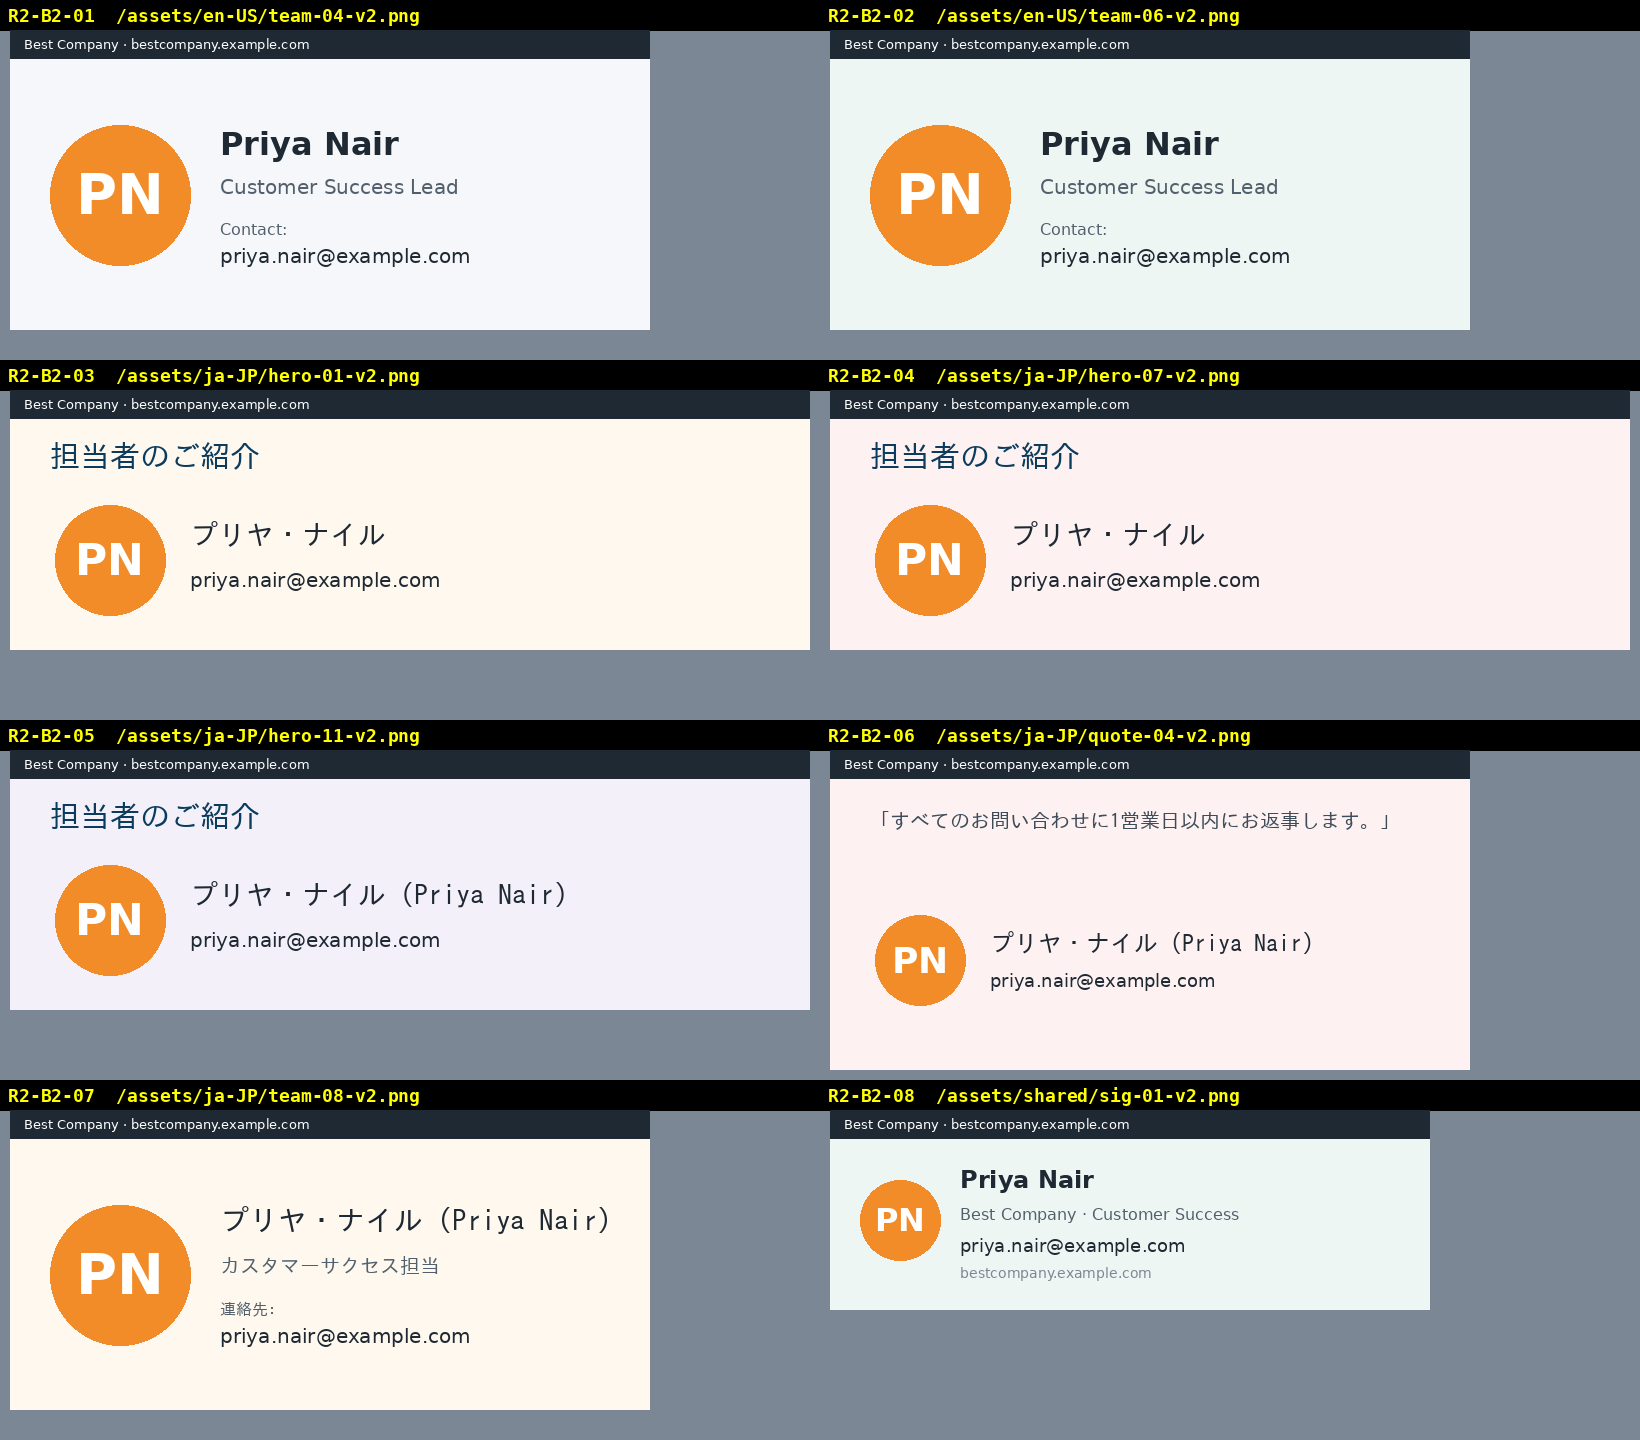 R2-B2-01 /assets/en-US/team-04-v2.png
Best Company · bestcompany.example.com
PN
Priya Nair
Customer Success Lead
Contact:
priya.nair@example.com
R2-B2-02 /assets/en-US/team-06-v2.png
Best Company · bestcompany.example.com
PN
Priya Nair
Customer Success Lead
Contact:
priya.nair@example.com
R2-B2-03 /assets/ja-JP/hero-01-v2.png
Best Company · bestcompany.example.com
担当者のご紹介
PN
プリヤ・ナイル
priya.nair@example.com
R2-B2-04 /assets/ja-JP/hero-07-v2.png
Best Company · bestcompany.example.com
担当者のご紹介
PN
プリヤ・ナイル
priya.nair@example.com
R2-B2-05 /assets/ja-JP/hero-11-v2.png
Best Company · bestcompany.example.com
担当者のご紹介
PN
プリヤ・ナイル (Priya Nair)
priya.nair@example.com
R2-B2-06 /assets/ja-JP/quote-04-v2.png
Best Company · bestcompany.example.com
「すべてのお問い合わせに1営業日以内にお返事します。」
PN
プリヤ・ナイル (Priya Nair)
priya.nair@example.com
R2-B2-07 /assets/ja-JP/team-08-v2.png
Best Company · bestcompany.example.com
PN
プリヤ・ナイル (Priya Nair)
カスタマーサクセス担当
連絡先:
priya.nair@example.com
R2-B2-08 /assets/shared/sig-01-v2.png
Best Company · bestcompany.example.com
PN
Priya Nair
Best Company · Customer Success
priya.nair@example.com
bestcompany.example.com